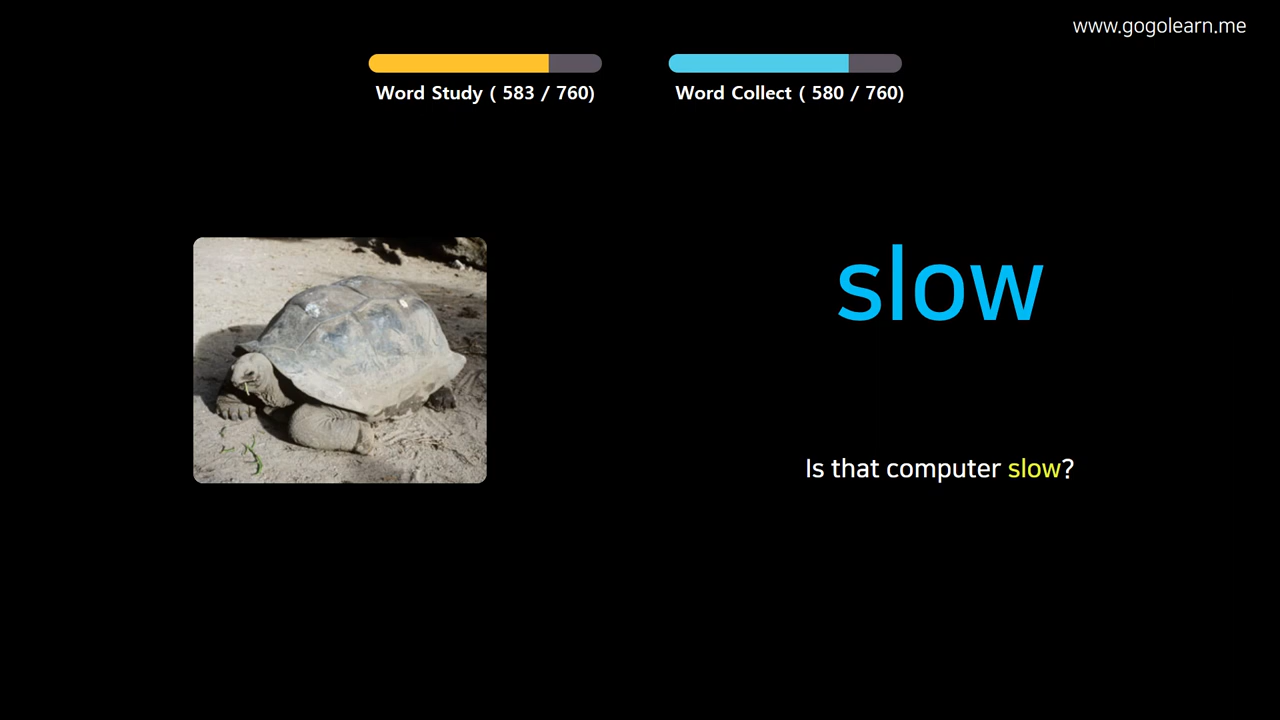 www.gogolearn.me
Word Study ( 583 / 760)
Word Collect ( 580 / 760)
slow
Is that computer slow?